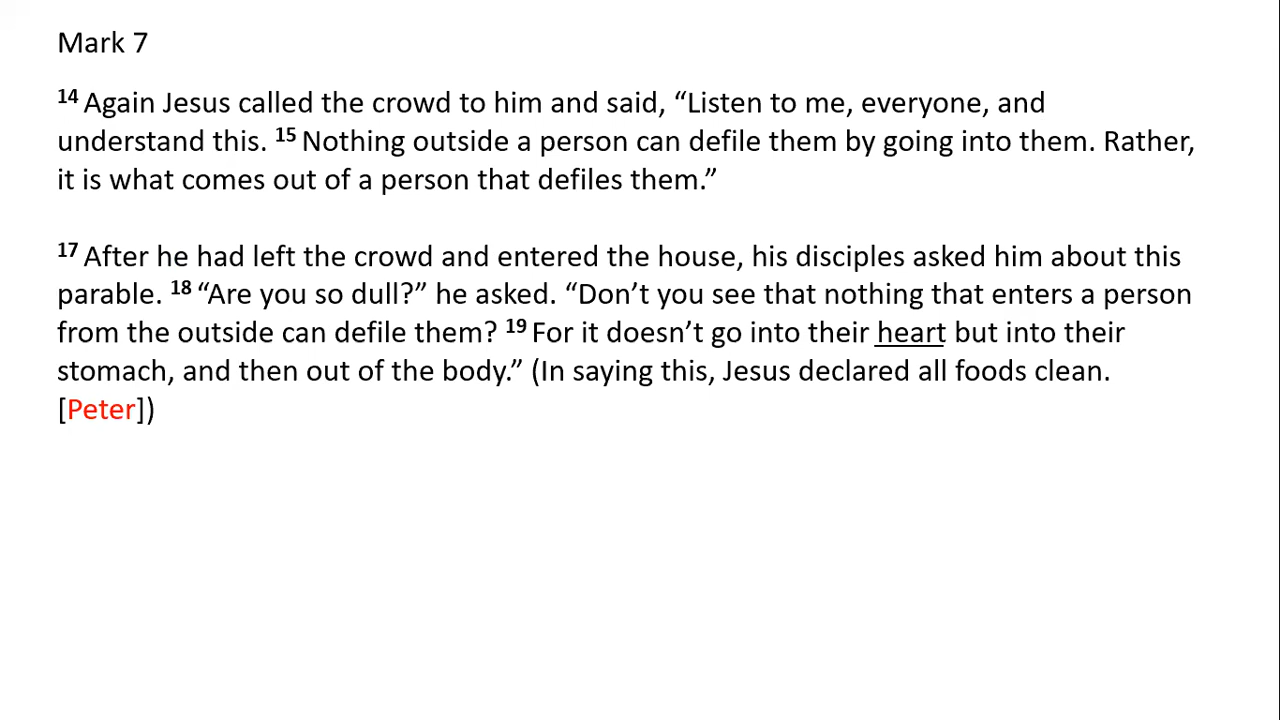 Mark 7
14 Again Jesus called the crowd to him and said, “Listen to me, everyone, and
understand this. 15 Nothing outside a person can defile them by going into them. Rather,
it is what comes out of a person that defiles them.”
17 After he had left the crowd and entered the house, his disciples asked him about this
parable. 18 “Are you so dull?” he asked. “Don’t you see that nothing that enters a person
from the outside can defile them? 19 For it doesn’t go into their heart but into their
stomach, and then out of the body.” (In saying this, Jesus declared all foods clean.
[Peter])